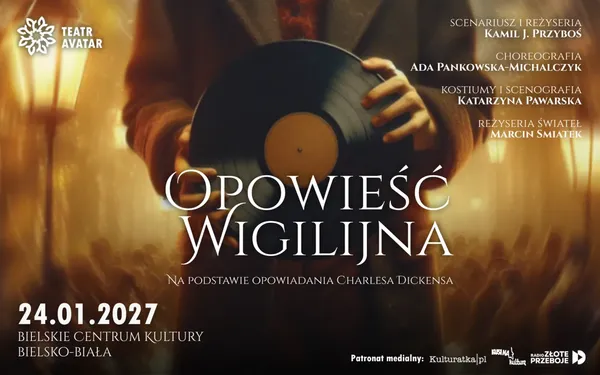 TEATR
AVATAR
SCENARIUSZ I REŻYSERIA
KAMIL J. PRZYBOŚ
CHOREOGRAFIA
ADA PANKOWSKA-MICHALCZYK
KOSTIUMY I SCENOGRAFIA
KATARZYNA PAWARSKA
REŻYSERIA ŚWIATEŁ
MARCIN SMIATEK
OPOWIEŚĆ
WIGILIJNA
NA PODSTAWIE OPOWIADANIA CHARLESA DICKENSA
24.01.2027
BIELSKIE CENTRUM KULTURY
BIELSKO-BIAŁA
Patronat medialny: Kulturatka|pl
RADIO ZŁOTE
PRZEBOJE